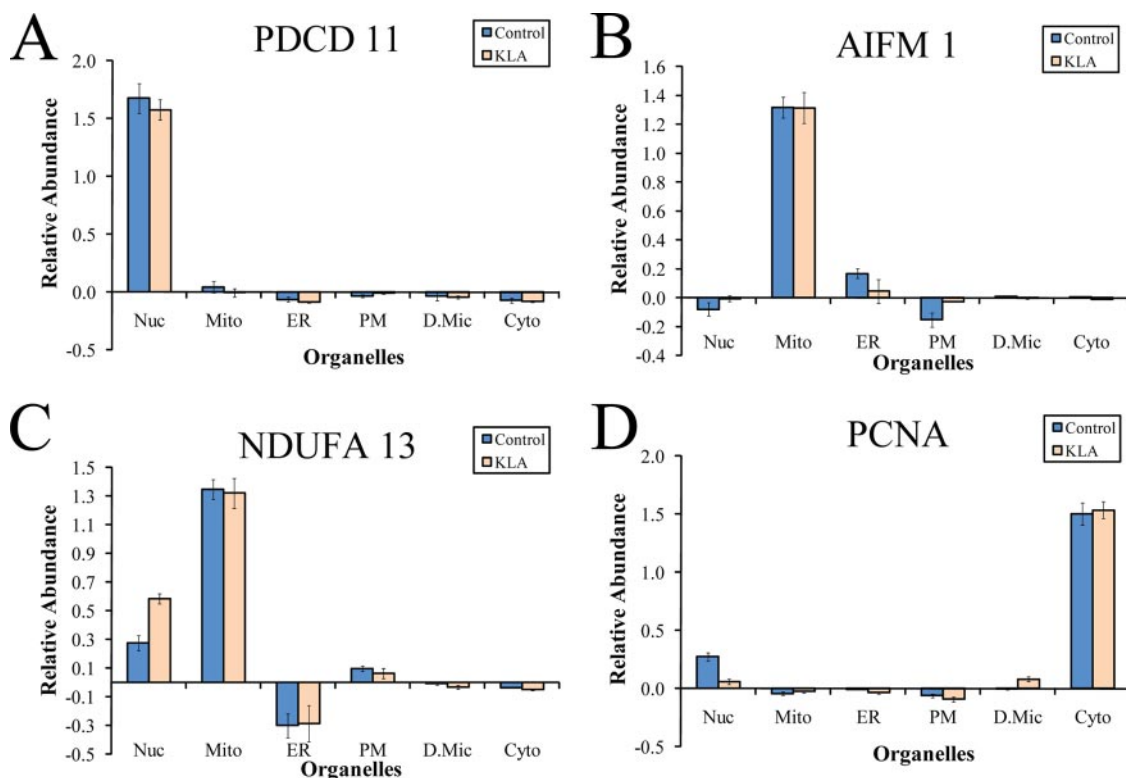 A
PDCD 11
Control
KLA
Relative Abundance
2.0
1.5
1.0
0.5
0.0
-0.5
Nuc Mito ER PM D.Mic Cyto
Organelles
B
AIFM 1
Control
KLA
Relative Abundance
1.6
1.4
1.2
1.0
0.8
0.6
0.4
0.2
0.0
-0.2
-0.4
Nuc Mito ER PM D.Mic Cyto
Organelles
C
NDUFA 13
Control
KLA
Relative Abundance
1.5
1.3
1.1
0.9
0.7
0.5
0.3
0.1
-0.1
-0.3
-0.5
Nuc Mito ER PM D.Mic Cyto
Organelles
D
PCNA
Control
KLA
Relative Abundance
2.0
1.5
1.0
0.5
0.0
-0.5
Nuc Mito ER PM D.Mic Cyto
Organelles